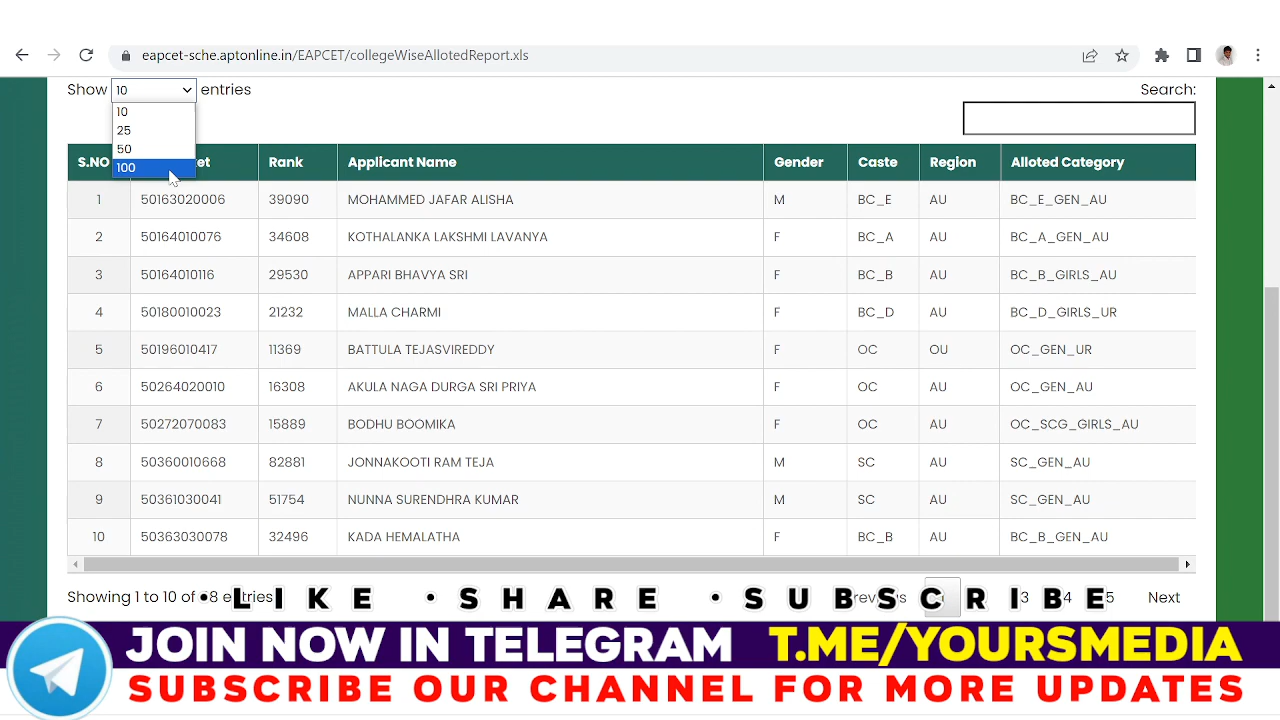 eapcet-sche.aptonline.in/EAPCET/collegeWiseAllotedReport.xls
Show 10 entries
Search:
10
25
50
100
S.NO Rank Applicant Name Gender Caste Region Alloted Category
1 50163020006 39090 MOHAMMED JAFAR ALISHA M BC_E AU BC_E_GEN_AU
2 50164010076 34608 KOTHALANKA LAKSHMI LAVANYA F BC_A AU BC_A_GEN_AU
3 50164010116 29530 APPARI BHAVYA SRI F BC_B AU BC_B_GIRLS_AU
4 50180010023 21232 MALLA CHARMI F BC_D AU BC_D_GIRLS_UR
5 50196010417 11369 BATTULA TEJASVIREDDY F OC OU OC_GEN_UR
6 50264020010 16308 AKULA NAGA DURGA SRI PRIYA F OC AU OC_GEN_AU
7 50272070083 15889 BODHU BOOMIKA F OC AU OC_SCG_GIRLS_AU
8 50360010668 82881 JONNAKOOTI RAM TEJA M SC AU SC_GEN_AU
9 50361030041 51754 NUNNA SURENDHRA KUMAR M SC AU SC_GEN_AU
10 50363030078 32496 KADA HEMALATHA F BC_B AU BC_B_GEN_AU
Showing 1 to 10 of entries 3 4 5 Next
•LIKE •SHARE •SUBSCRIBE
JOIN NOW IN TELEGRAM T.ME/YOURSMEDIA
SUBSCRIBE OUR CHANNEL FOR MORE UPDATES